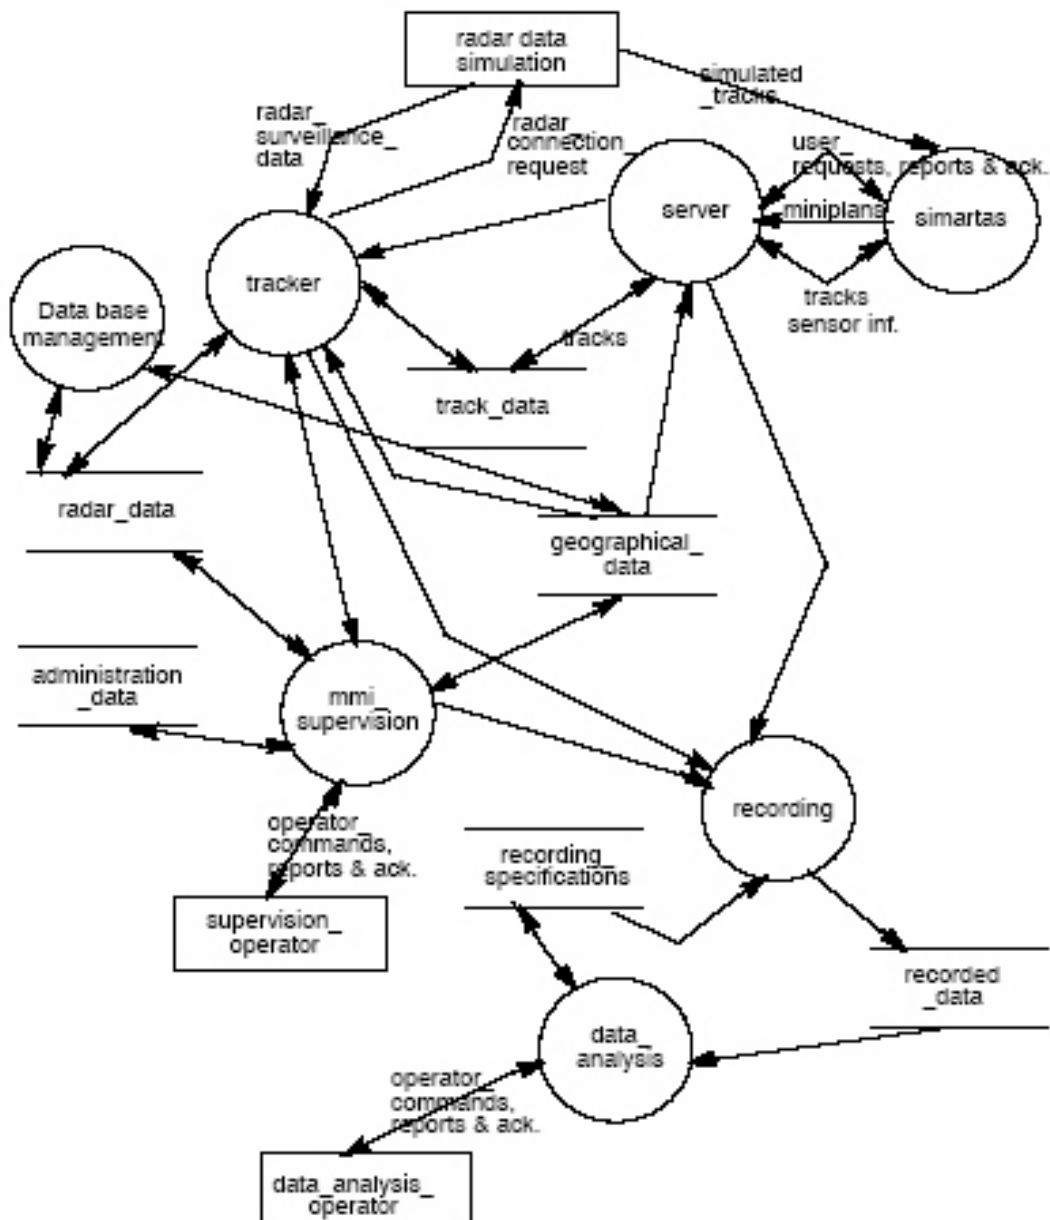 radar data
simulation
simulated
_tracks
radar_
surveillance_
data
radar_
connection_
request
user_
requests, reports & ack.
server
miniplans
simartas
tracker
Data base
management
tracks
sensor inf.
tracks
track_data
radar_data
geographical_
data
administration
_data
mmi_
supervision
recording
operator_
commands,
reports & ack.
recording_
specifications
supervision_
operator
recorded
_data
data_
analysis
operator_
commands,
reports & ack.
data_analysis_
operator